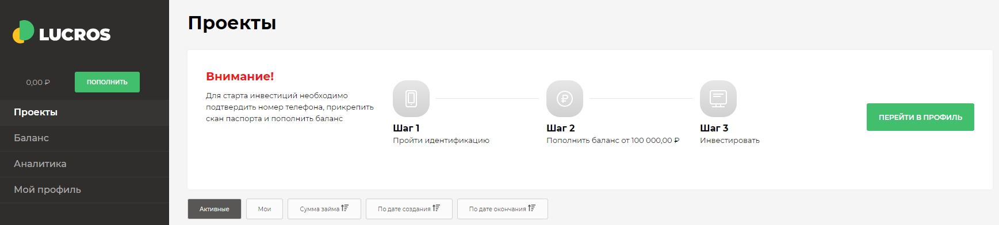 LUCROS
0,00 ₽
ПОПОЛНИТЬ
Проекты
Баланс
Аналитика
Мой профиль
Проекты
Внимание!
Для старта инвестиций необходимо
подтвердить номер телефона, прикрепить
скан паспорта и пополнить баланс
Шаг 1
Пройти идентификацию
Шаг 2
Пополнить баланс от 100 000,00 ₽
Шаг 3
Инвестировать
ПЕРЕЙТИ В ПРОФИЛЬ
Активные
Мои
Сумма займа
По дате создания
По дате окончания